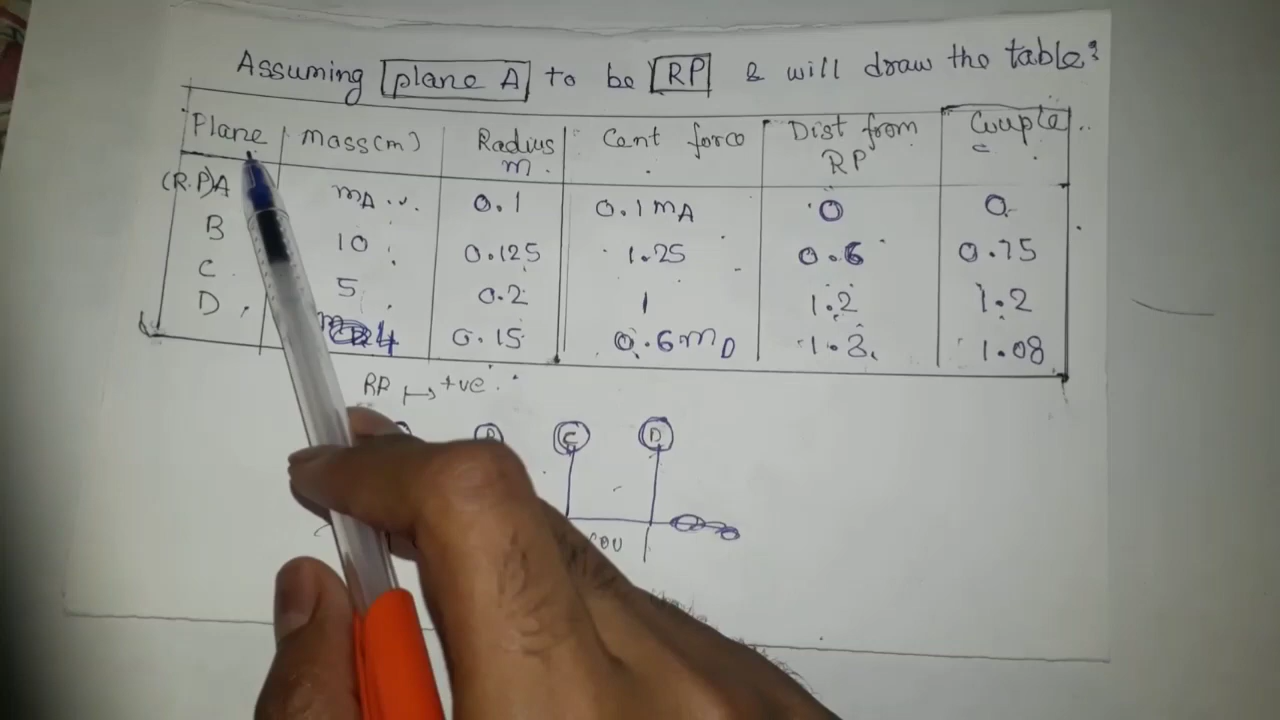 Assuming plane A to be RP & will draw the table:
Plane Mass(m) Radius m Cent force Dist from RP Couple
(R.P)A mA 0.1 0.1mA 0 0
B 10 0.125 1.25 0.6 0.75
C 5 0.2 1 1.2 1.2
D 4 0.15 0.6mD 1.8 1.08
RP ↦ +ve
C D
600